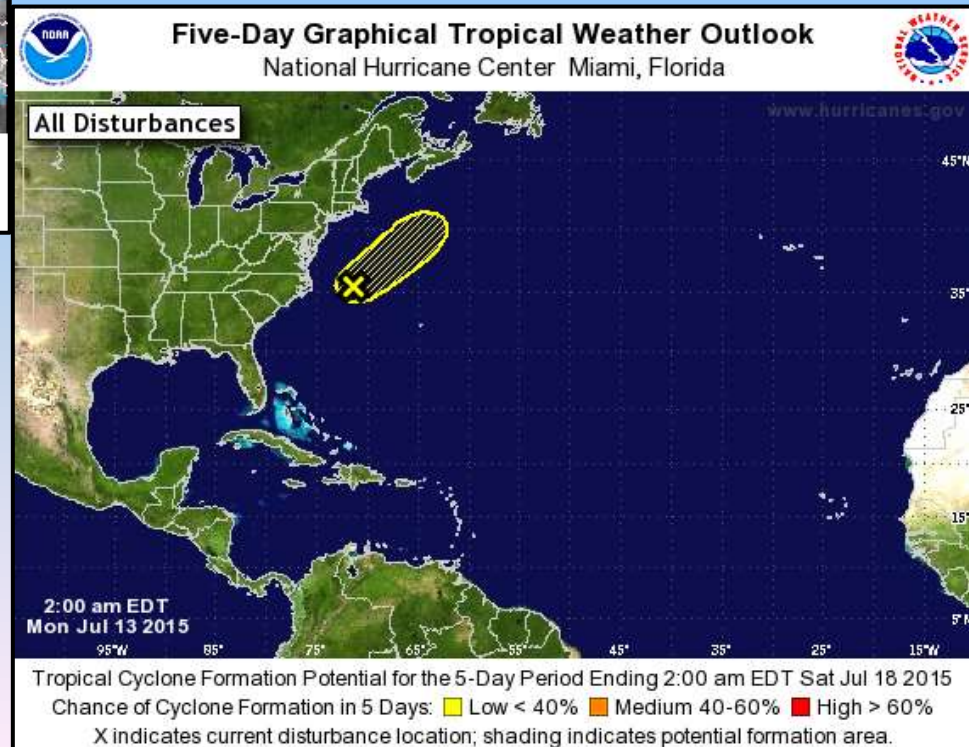 NOAA
Five-Day Graphical Tropical Weather Outlook
National Hurricane Center Miami, Florida
NATIONAL WEATHER SERVICE
All Disturbances
www.hurricanes.gov
45°N
35°
25°
15°
5°N
2:00 am EDT
Mon Jul 13 2015
95°W 85° 75° 65° 55° 45° 35° 25° 15°W
Tropical Cyclone Formation Potential for the 5-Day Period Ending 2:00 am EDT Sat Jul 18 2015
Chance of Cyclone Formation in 5 Days: Low < 40% Medium 40-60% High > 60%
X indicates current disturbance location; shading indicates potential formation area.